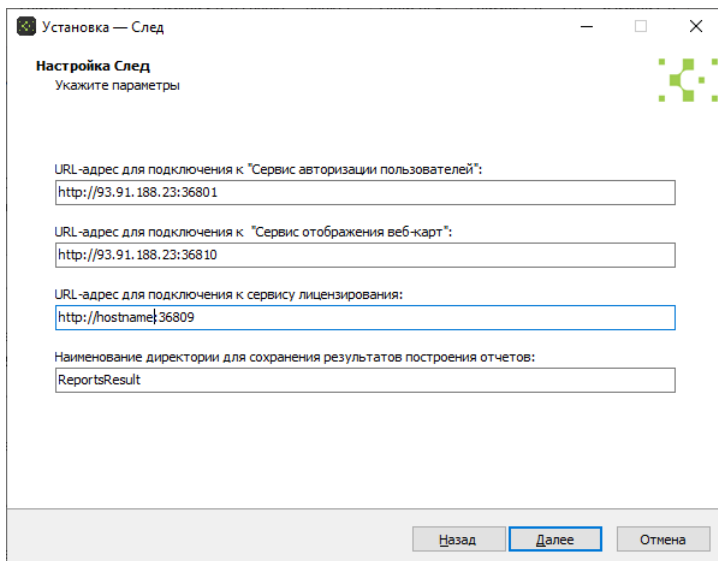 Установка — След
Настройка След
Укажите параметры
URL-адрес для подключения к "Сервис авторизации пользователей":
http://93.91.188.23:36801
URL-адрес для подключения к  "Сервис отображения веб-карт":
http://93.91.188.23:36810
URL-адрес для подключения к сервису лицензирования:
http://hostname:36809
Наименование директории для сохранения результатов построения отчетов:
ReportsResult
Назад Далее Отмена